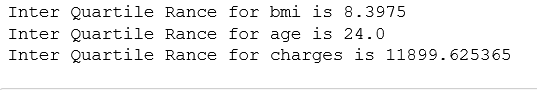 Inter Quartile Rance for bmi is 8.3975
Inter Quartile Rance for age is 24.0
Inter Quartile Rance for charges is 11899.625365